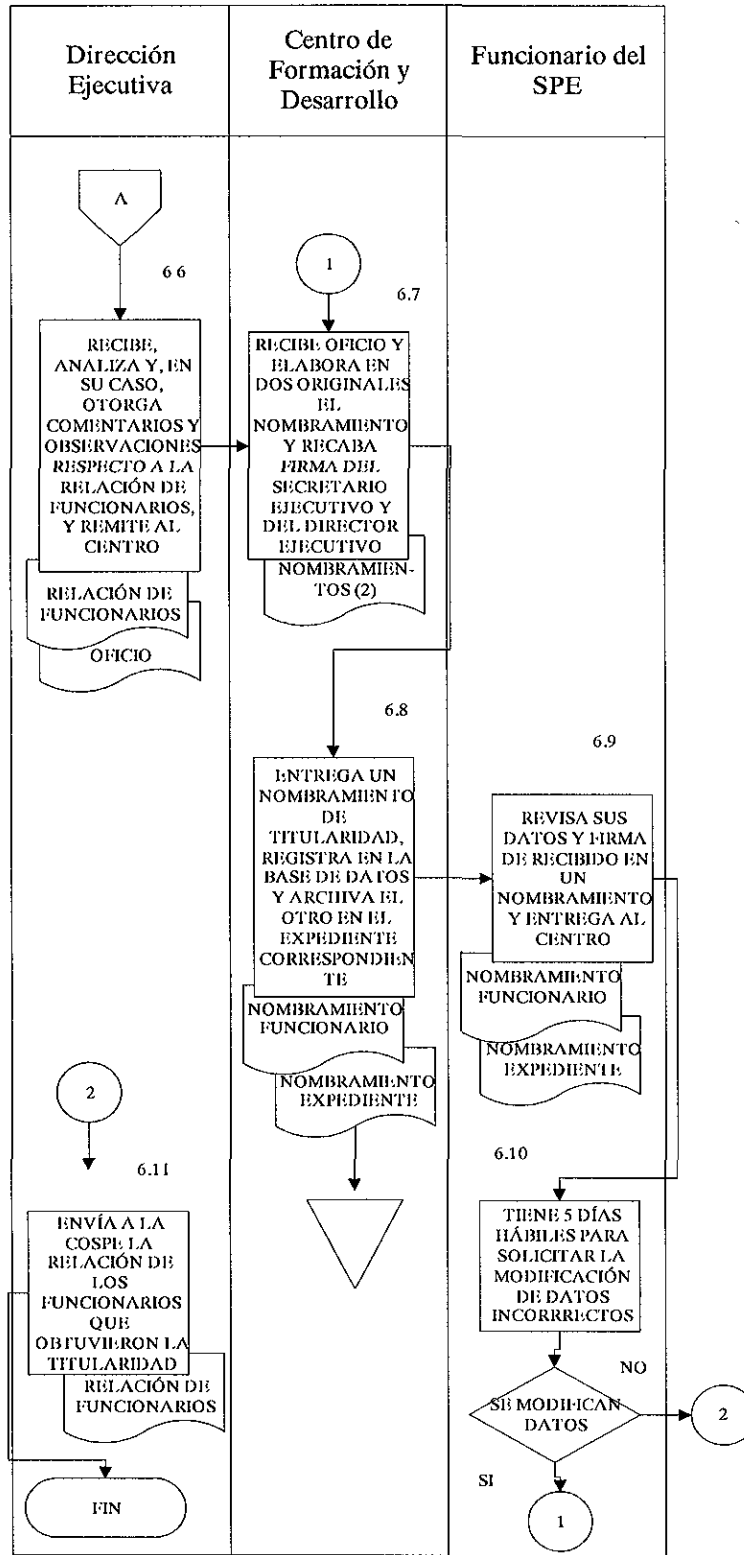 Dirección
Ejecutiva
Centro de
Formación y
Desarrollo
Funcionario del
SPE
A
6 6
RECIBE,
ANALIZA Y, EN
SU CASO,
OTORGA
COMENTARIOS Y
OBSERVACIONES
RESPECTO A LA
RELACIÓN DE
FUNCIONARIOS,
Y REMITE AL
CENTRO
RELACIÓN DE
FUNCIONARIOS
OFICIO
1
6.7
RECIBE OFICIO Y
ELABORA EN
DOS ORIGINALES
EL
NOMBRAMIENTO
Y RECABA
FIRMA DEL
SECRETARIO
EJECUTIVO Y
DEL DIRECTOR
EJECUTIVO
NOMBRAMIEN-
TOS (2)
6.8
ENTREGA UN
NOMBRAMIENTO
DE
TITULARIDAD,
REGISTRA EN LA
BASE DE DATOS
Y ARCHIVA EL
OTRO EN EL
EXPEDIENTE
CORRESPONDIEN
TE
NOMBRAMIENTO
FUNCIONARIO
NOMBRAMIENTO
EXPEDIENTE
6.9
REVISA SUS
DATOS Y FIRMA
DE RECIBIDO EN
UN
NOMBRAMIENTO
Y ENTREGA AL
CENTRO
NOMBRAMIENTO
FUNCIONARIO
NOMBRAMIENTO
EXPEDIENTE
6.10
TIENE 5 DÍAS
HÁBILES PARA
SOLICITAR LA
MODIFICACIÓN
DE DATOS
INCORRRECTOS
SE MODIFICAN
DATOS
NO
2
SI
1
2
6.11
ENVÍA A LA
COSPE LA
RELACIÓN DE
LOS
FUNCIONARIOS
QUE
OBTUVIERON LA
TITULARIDAD
RELACIÓN DE
FUNCIONARIOS
FIN